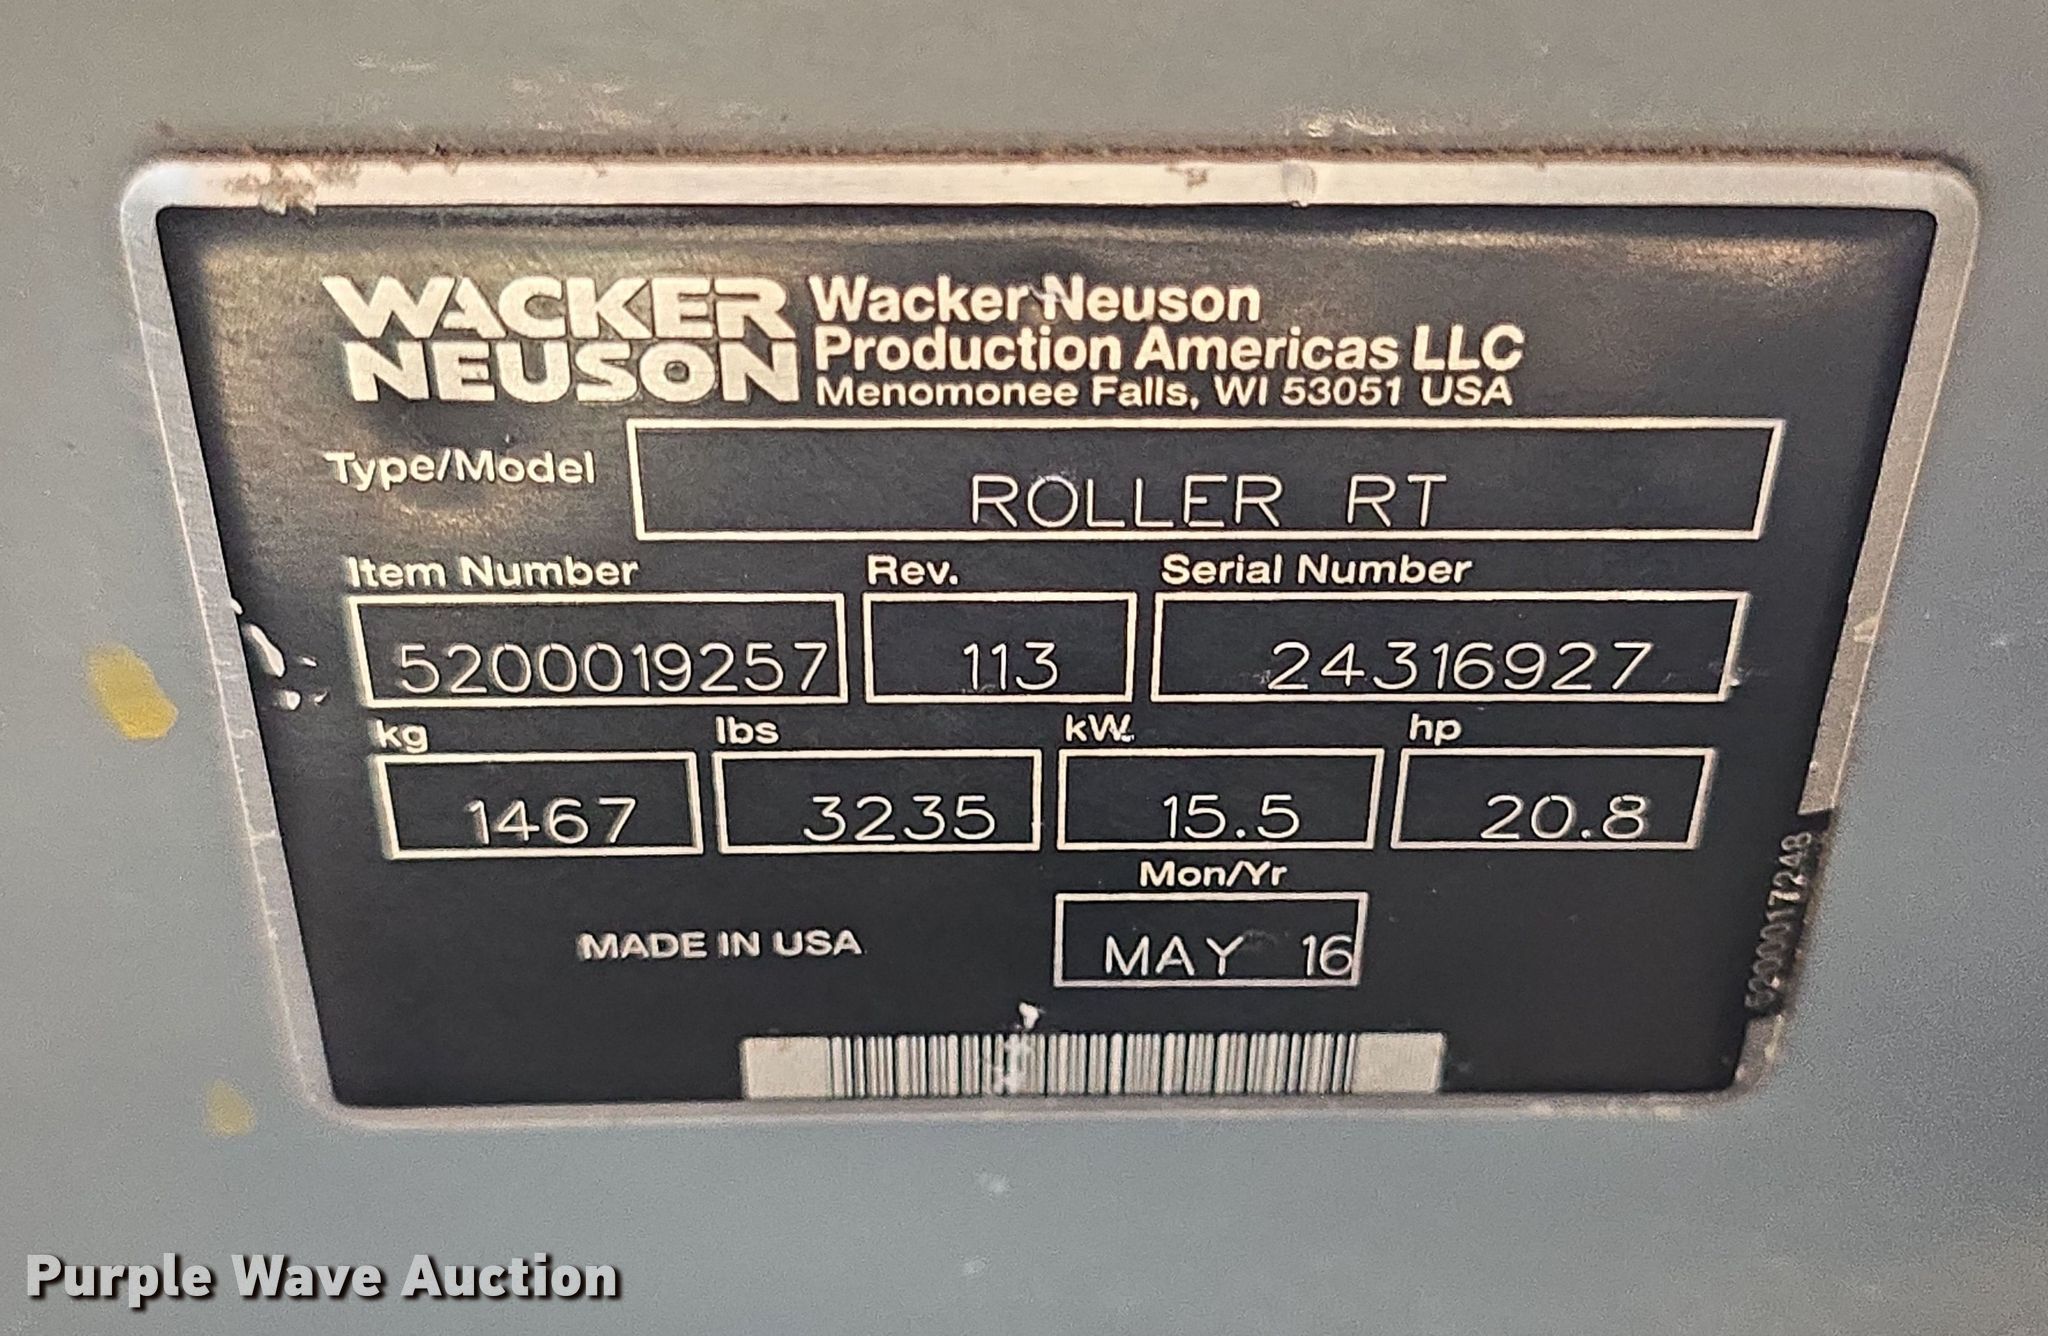 WACKER
NEUSON
Wacker Neuson
Production Americas LLC
Menomonee Falls, WI 53051 USA
Type/Model
ROLLER RT
Item Number Rev. Serial Number
5200019257 113 24316927
kg lbs kW hp
1467 3235 15.5 20.8
Mon/Yr
MADE IN USA MAY 16
5200017248
Purple Wave Auction